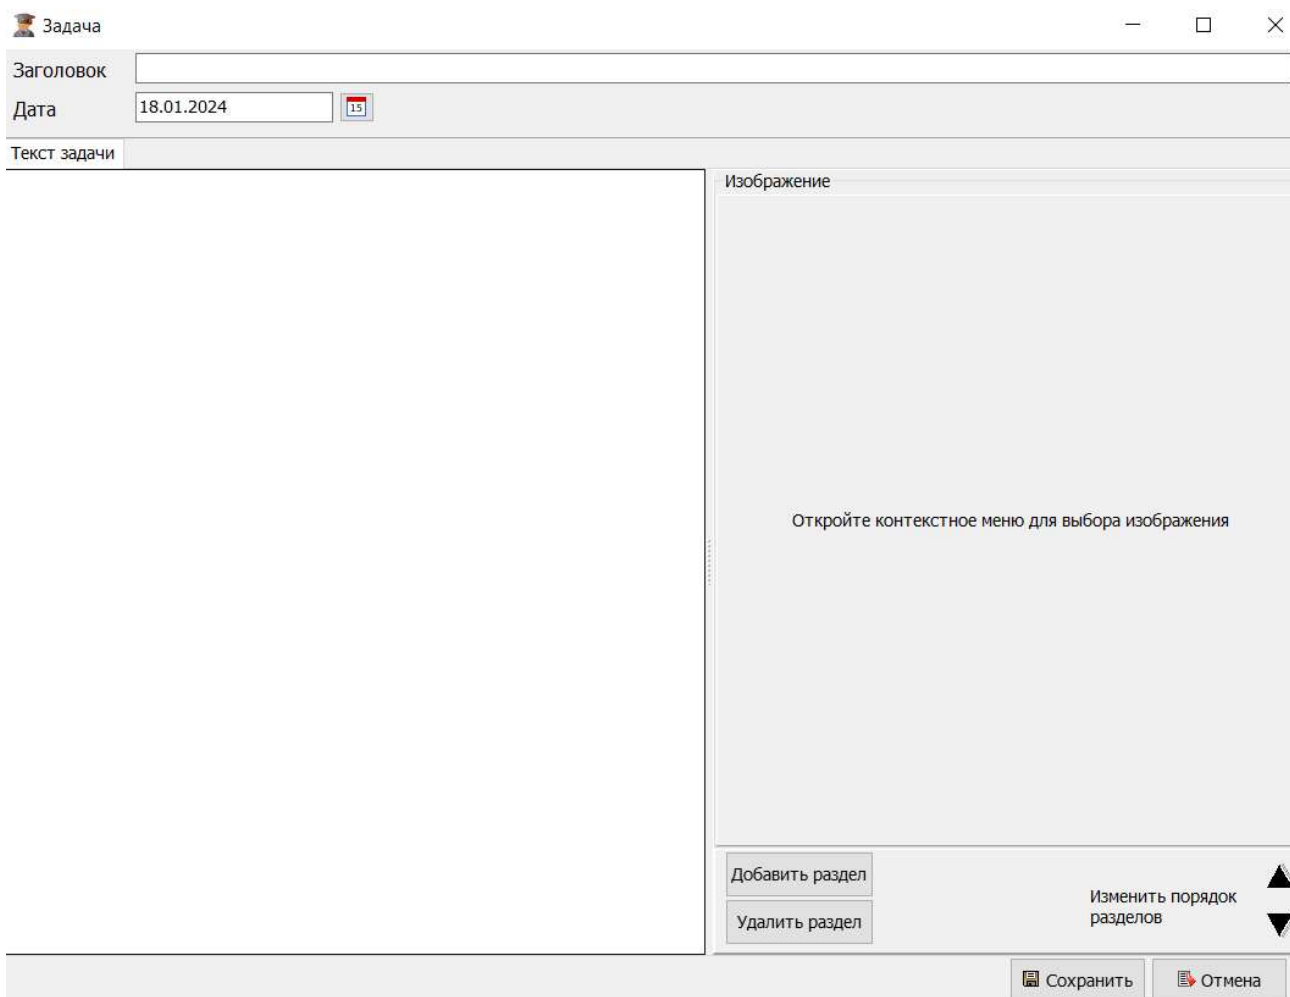 Задача
Заголовок
Дата
18.01.2024
15
Текст задачи
Изображение
Откройте контекстное меню для выбора изображения
Добавить раздел
Удалить раздел
Изменить порядок
разделов
Сохранить
Отмена